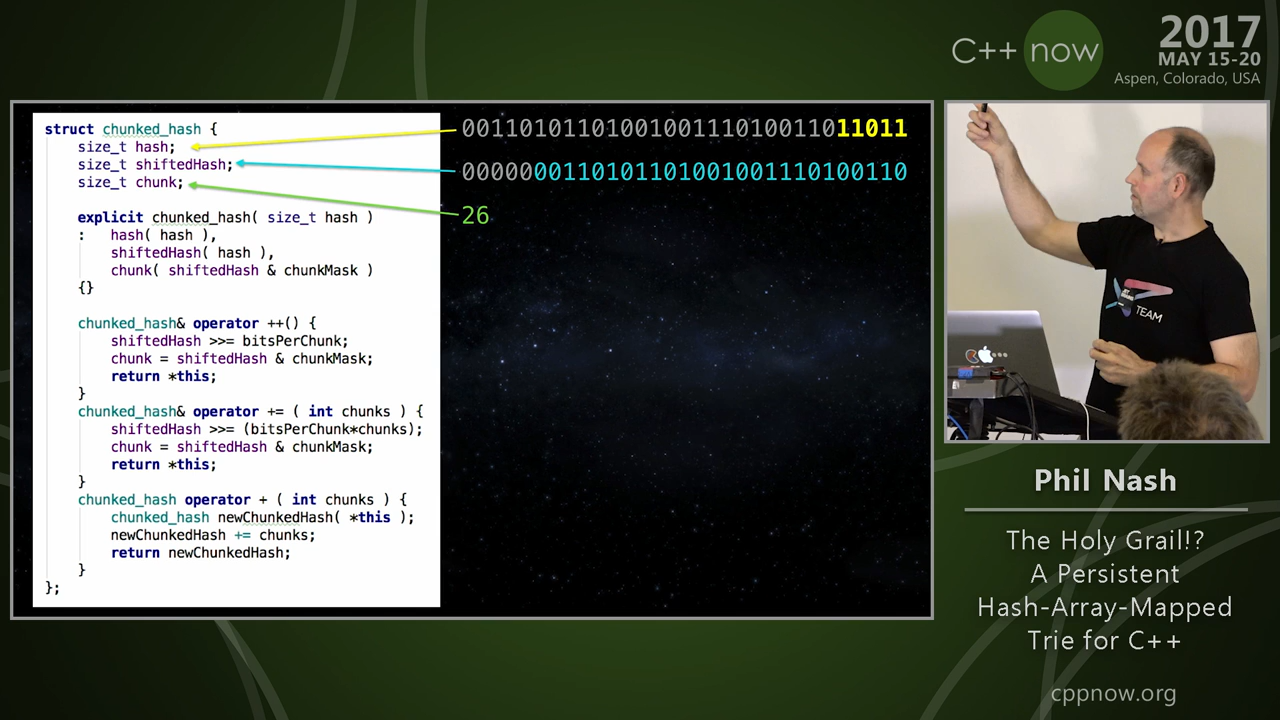 C++ now
2017
MAY 15-20
Aspen, Colorado, USA
struct chunked_hash {
size_t hash;
size_t shiftedHash;
size_t chunk;
explicit chunked_hash( size_t hash )
: hash( hash ),
shiftedHash( hash ),
chunk( shiftedHash & chunkMask )
{}
chunked_hash& operator ++() {
shiftedHash >>= bitsPerChunk;
chunk = shiftedHash & chunkMask;
return *this;
}
chunked_hash& operator += ( int chunks ) {
shiftedHash >>= (bitsPerChunk*chunks);
chunk = shiftedHash & chunkMask;
return *this;
}
chunked_hash operator + ( int chunks ) {
chunked_hash newChunkedHash( *this );
newChunkedHash += chunks;
return newChunkedHash;
}
};
0011010110100100111010011011011
0000000110101101001001110100110
26
TEAM
Phil Nash
The Holy Grail!?
A Persistent
Hash-Array-Mapped
Trie for C++
cppnow.org